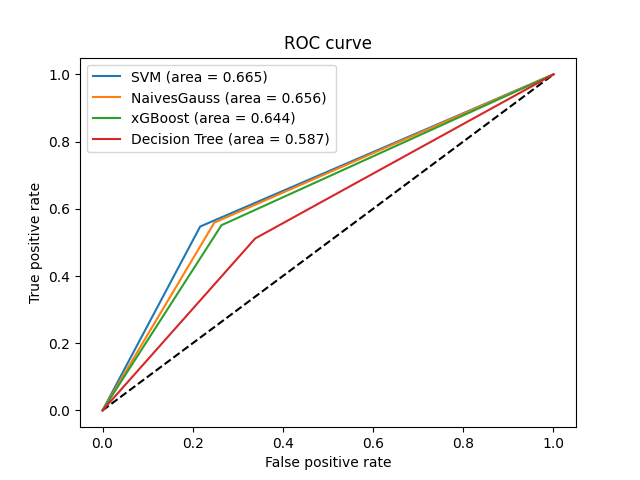 ROC curve
SVM (area = 0.665)
NaivesGauss (area = 0.656)
xGBoost (area = 0.644)
Decision Tree (area = 0.587)
1.0
0.8
0.6
0.4
0.2
0.0
True positive rate
0.0 0.2 0.4 0.6 0.8 1.0
False positive rate